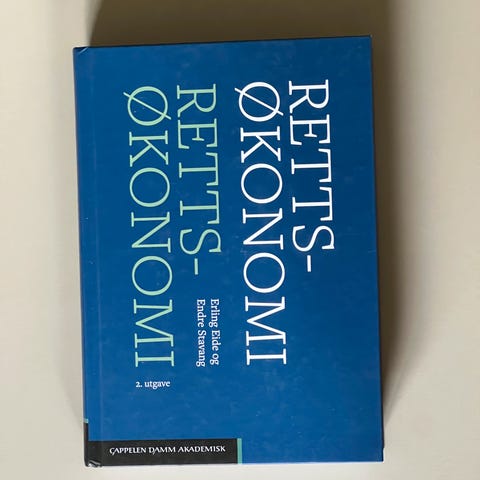 RETTS-
ØKONOMI
RETTS-
ØKONOMI
Erling Eide og
Endre Stavang
2. utgave
CAPPELEN DAMM AKADEMISK